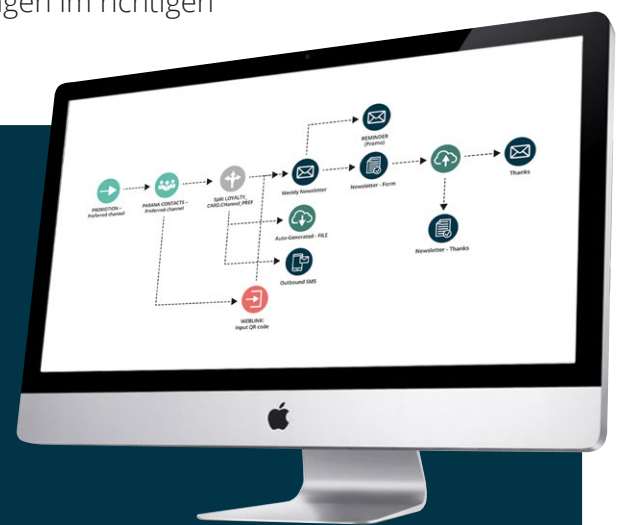 gen im richtigen
REMINDER
(Promo)
Thanks
Weekly Newsletter
Newsletter - Form
PROMOTION –
Preferred channel
PARANA CONTACTS –
Preferred channel
Split LOYALTY_
CARD:CHannel_PREF
Auto-Generated - FILE
Newsletter - Thanks
Outbound SMS
WEBLINK:
Input QR-code